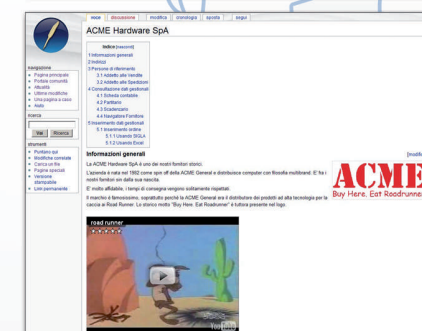 voce discussione modifica cronologia sposta segui
ACME Hardware SpA
Indice [nascondi]
1 Informazioni generali
2 Indirizzi
3 Persone di riferimento
3.1 Addetto alle Vendite
3.2 Addetto alle Spedizioni
4 Consultazione dati gestionali
4.1 Scheda contabile
4.2 Partitario
4.3 Scadenzario
4.4 Navigatore Forniture
5 Inserimento dati gestionali
5.1 Inserimento ordine
5.1.1 Usando SIGLA
5.1.2 Usando Excel
navigazione
Pagina principale
Portale comunità
Attualità
Ultime modifiche
Una pagina a caso
Aiuto
ricerca
Vai Ricerca
strumenti
Puntano qui
Modifiche correlate
Carica un file
Pagine speciali
Versione
stampabile
Link permanente
Informazioni generali
[modific
La ACME Hardware SpA è uno dei nostri fornitori storici.
L'azienda è nata nel 1992 come spin off della ACME General e distribuisce computer con filosofia multibrand. E' fra i
nostri fornitori sin dalla sua nascita.
E' molto affidabile, i tempi di consegna vengono solitamente rispettati.
Il marchio è famosissimo, soprattutto perchè la ACME General era il distributore dei prodotti ad alta tecnologia per la
caccia ai Road Runner. Lo storico motto "Buy Here. Eat Roadrunner" è tuttora presente nel logo.
ACME
Buy Here. Eat Roadrunner
road runner
YouTube